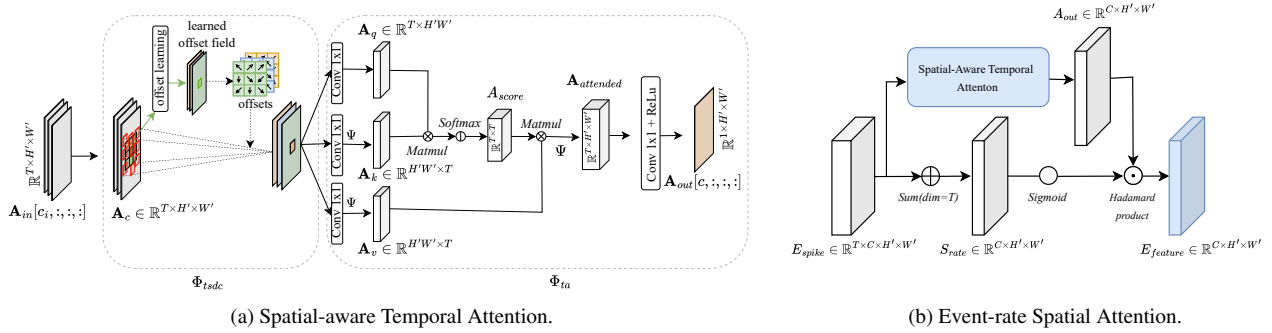 offset learning
learned
offset field
offsets
ℝ^{T×H'×W'}
A_{in}[c_i, :, :, :]
A_c ∈ ℝ^{T×H'×W'}
Φ_{tsdc}
A_q ∈ ℝ^{T×H'W'}
Conv 1x1
Conv 1x1
Ψ
A_k ∈ ℝ^{H'W'×T}
Conv 1x1
Ψ
A_v ∈ ℝ^{H'W'×T}
Matmul
Softmax
A_{score}
ℝ^{T×T}
Matmul
Ψ
A_{attended}
ℝ^{T×H'×W'}
Conv 1x1 + ReLu
ℝ^{1×H'×W'}
A_{out}[c, :, :, :]
Φ_{ta}
(a) Spatial-aware Temporal Attention.
A_{out} ∈ ℝ^{C×H'×W'}
Spatial-Aware Temporal
Attenton
Sum(dim=T)
Sigmoid
Hadamard
product
E_{spike} ∈ ℝ^{T×C×H'×W'}
S_{rate} ∈ ℝ^{C×H'×W'}
E_{feature} ∈ ℝ^{C×H'×W'}
(b) Event-rate Spatial Attention.